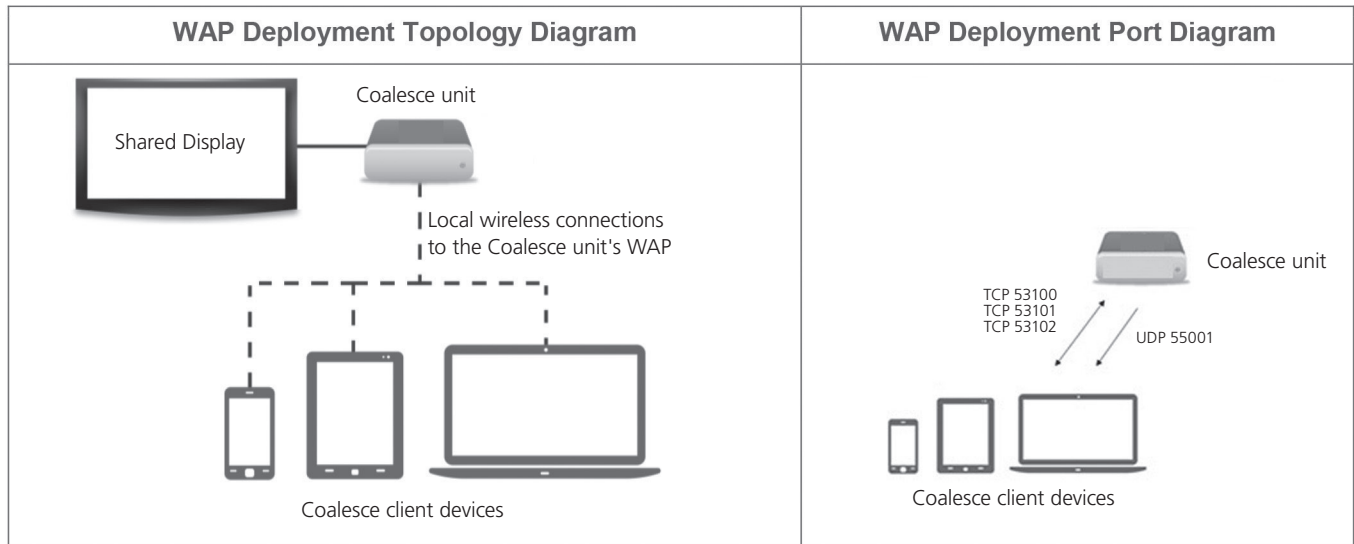 WAP Deployment Topology Diagram
WAP Deployment Port Diagram
Coalesce unit
Shared Display
Local wireless connections
to the Coalesce unit's WAP
Coalesce client devices
Coalesce unit
TCP 53100
TCP 53101
TCP 53102
UDP 55001
Coalesce client devices